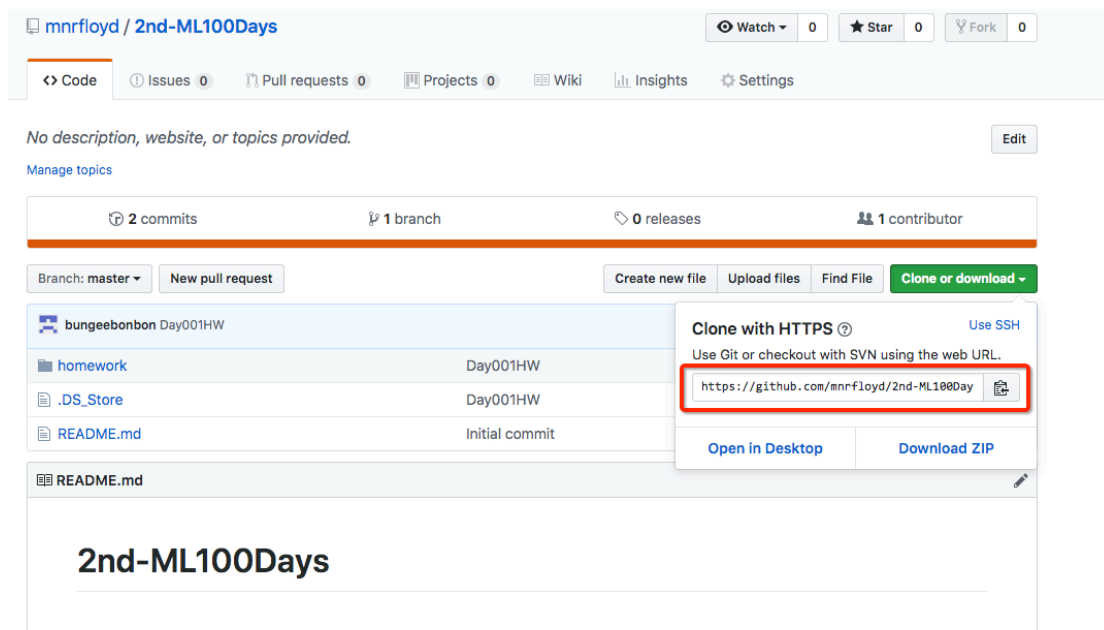 mnrfloyd / 2nd-ML100Days
Watch 0 Star 0 Fork 0
Code Issues 0 Pull requests 0 Projects 0 Wiki Insights Settings
No description, website, or topics provided. Edit
Manage topics
2 commits 1 branch 0 releases 1 contributor
Branch: master New pull request Create new file Upload files Find File Clone or download
bungeebonbon Day001HW
homework Day001HW
.DS_Store Day001HW
README.md Initial commit
Clone with HTTPS ? Use SSH
Use Git or checkout with SVN using the web URL.
https://github.com/mnrfloyd/2nd-ML100Day
Open in Desktop Download ZIP
README.md
2nd-ML100Days